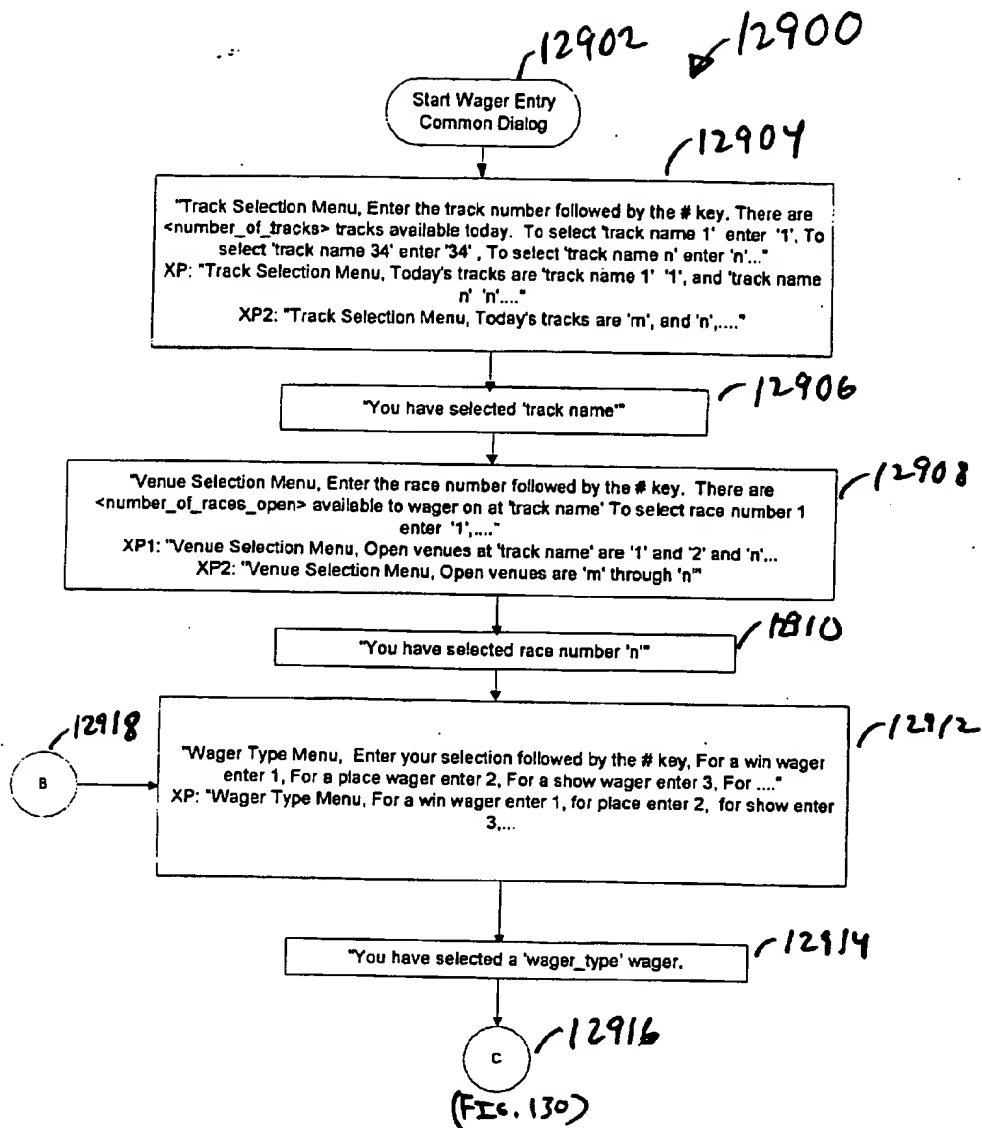 12902
12900
Start Wager Entry
Common Dialog
12904
"Track Selection Menu, Enter the track number followed by the # key. There are
<number_of_tracks> tracks available today. To select 'track name 1' enter '1', To
select 'track name 34' enter '34' , To select 'track name n' enter 'n'..."
XP: "Track Selection Menu, Today's tracks are 'track name 1' '1', and 'track name
n' 'n'...."
XP2: "Track Selection Menu, Today's tracks are 'm', and 'n',...."
12906
"You have selected 'track name'"
12908
"Venue Selection Menu, Enter the race number followed by the # key. There are
<number_of_races_open> available to wager on at 'track name' To select race number 1
enter '1',...."
XP1: "Venue Selection Menu, Open venues at 'track name' are '1' and '2' and 'n'...
XP2: "Venue Selection Menu, Open venues are 'm' through 'n'"
12910
"You have selected race number 'n'"
12918
B
12912
"Wager Type Menu, Enter your selection followed by the # key, For a win wager
enter 1, For a place wager enter 2, For a show wager enter 3, For ...."
XP: "Wager Type Menu, For a win wager enter 1, for place enter 2, for show enter
3,...
12914
"You have selected a 'wager_type' wager.
C
12916
(FIG. 130)